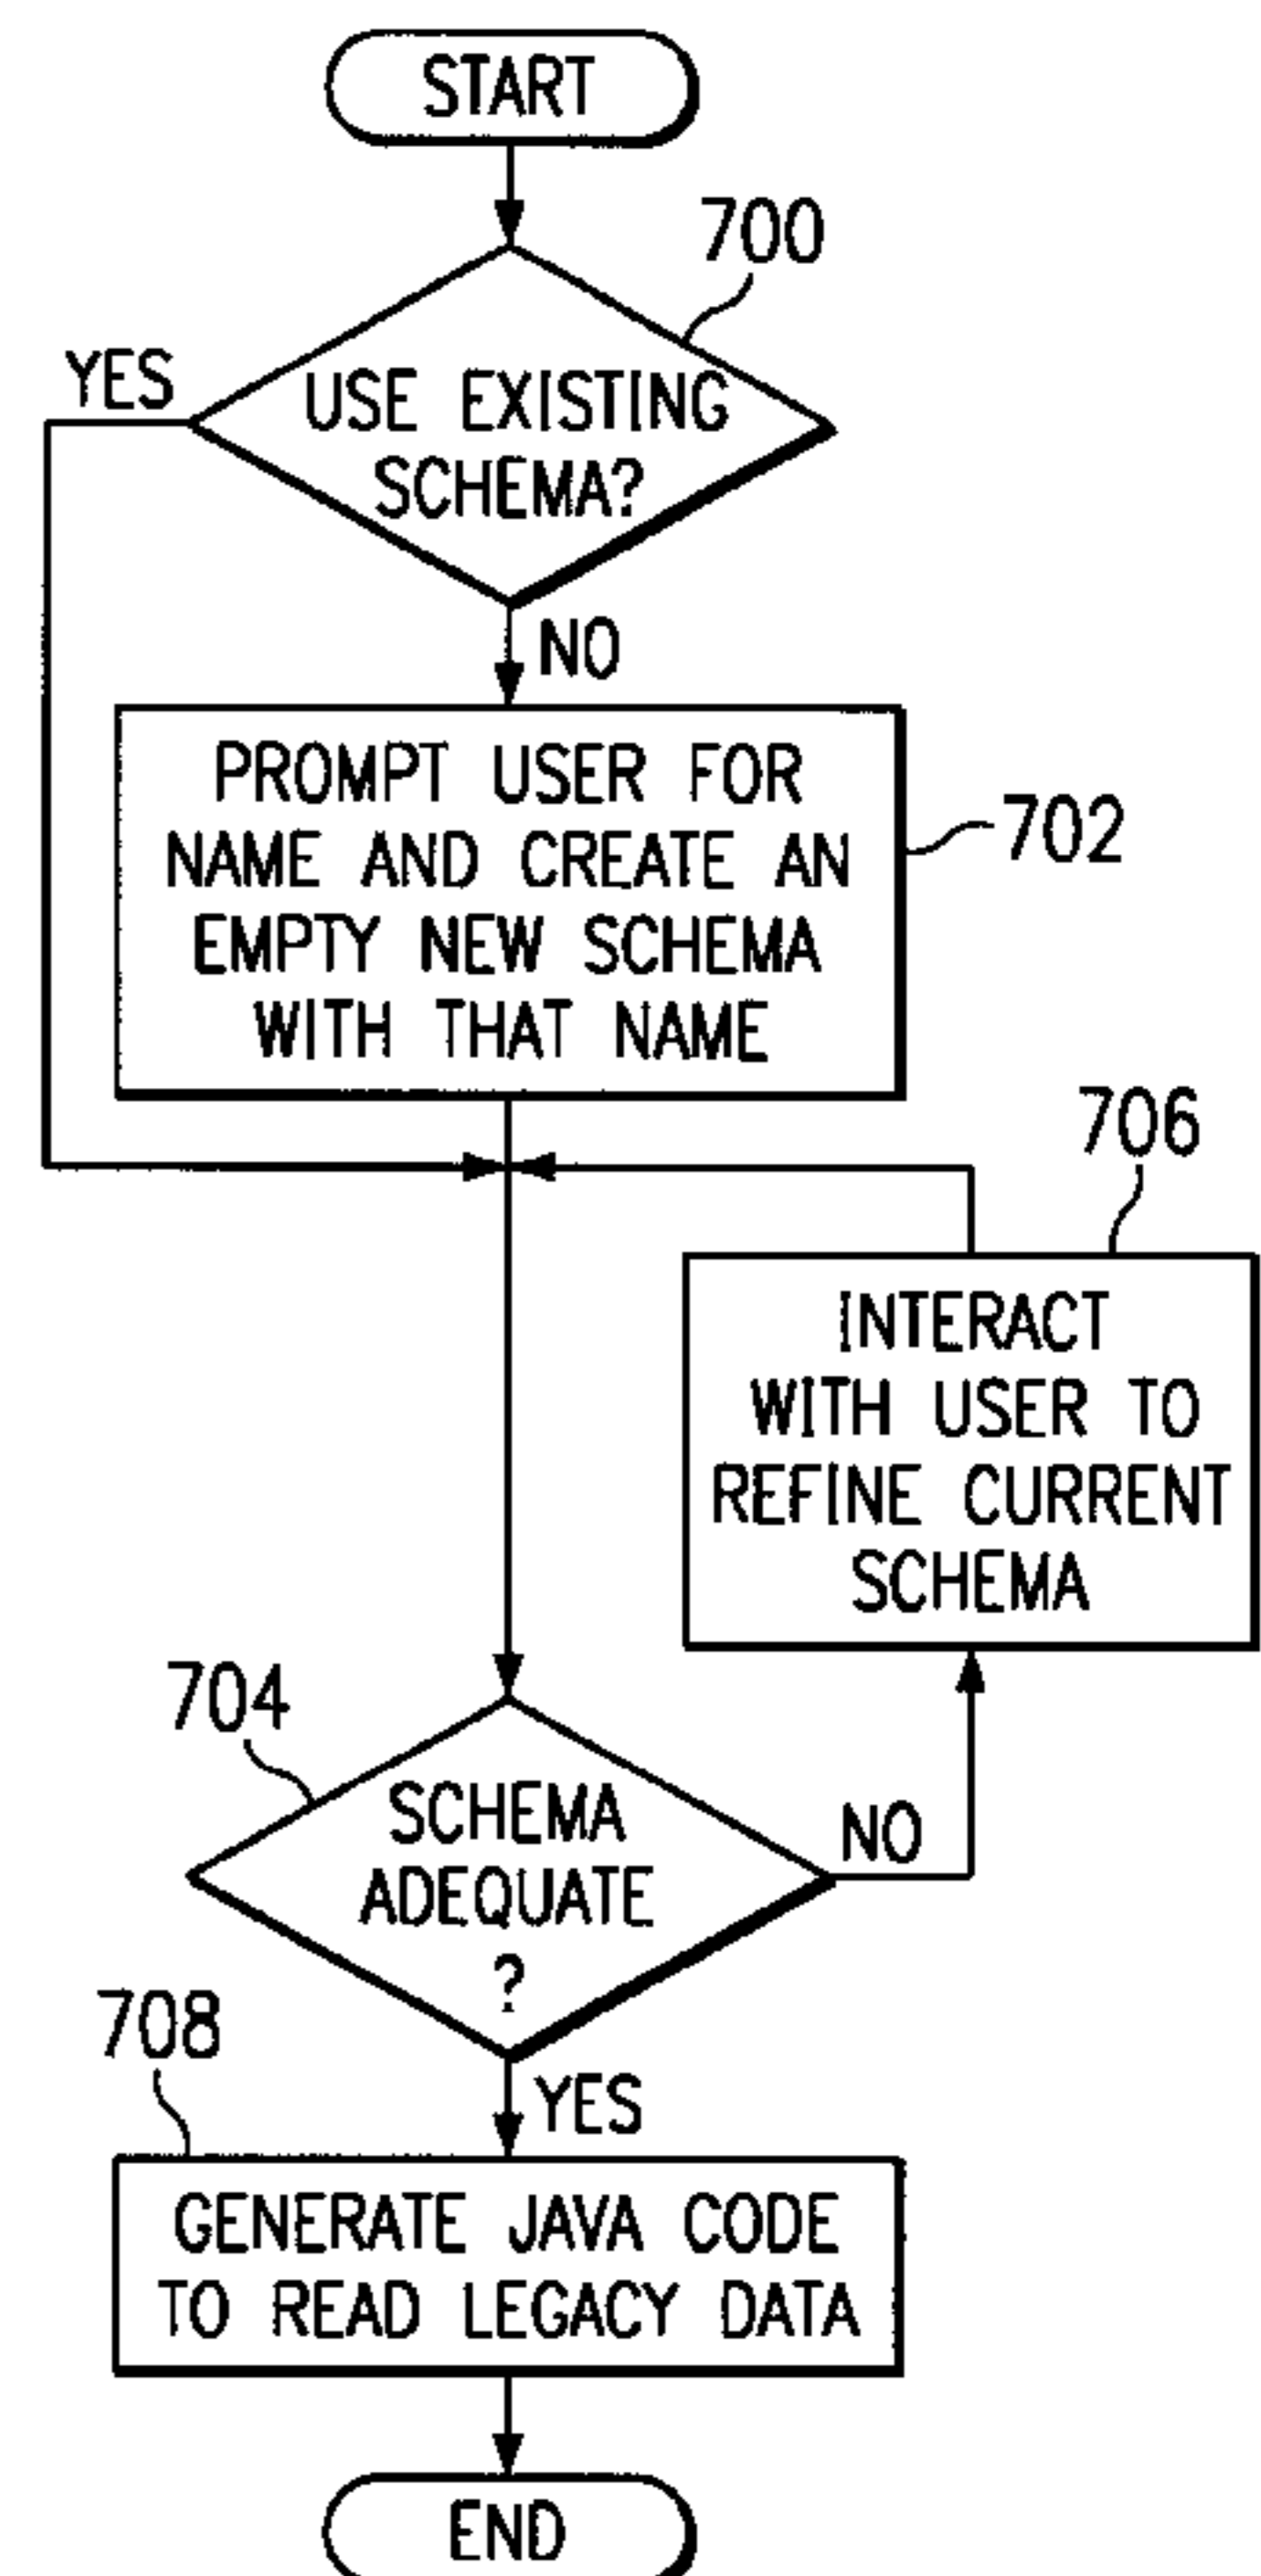 START
700
YES
USE EXISTING
SCHEMA?
NO
PROMPT USER FOR
NAME AND CREATE AN
EMPTY NEW SCHEMA
WITH THAT NAME
702
706
INTERACT
WITH USER TO
REFINE CURRENT
SCHEMA
704
SCHEMA
ADEQUATE
?
NO
708
YES
GENERATE JAVA CODE
TO READ LEGACY DATA
END